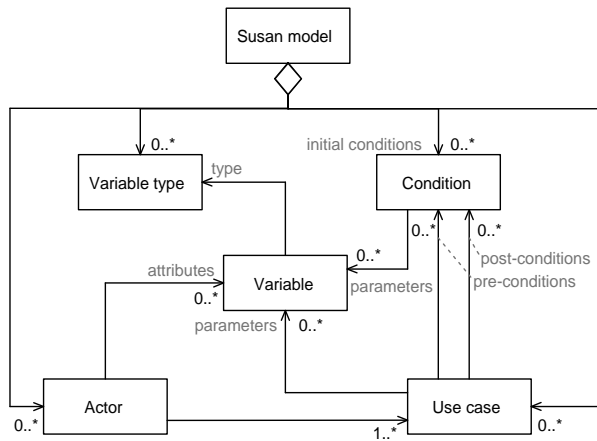 Susan model
initial conditions
0..*
0..*
Variable type
type
Condition
0..*
0..*
0..*
post-conditions
attributes
pre-conditions
Variable
parameters
0..*
parameters
0..*
Actor
Use case
0..*
1..*
0..*